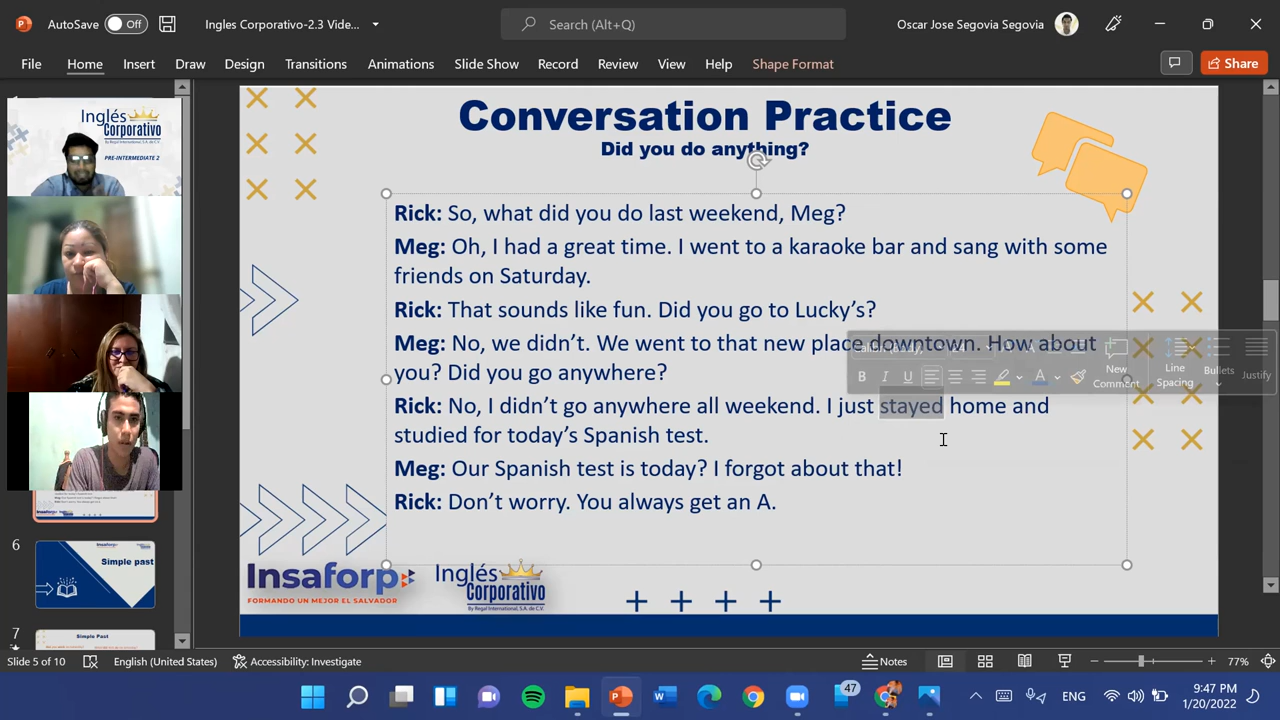 AutoSave Off Ingles Corporativo-2.3 Vide... Search (Alt+Q) Oscar Jose Segovia Segovia
File Home Insert Draw Design Transitions Animations Slide Show Record Review View Help Shape Format Share
Inglés
Corporativo
By Regal International, S.A. de C.V.
PRE-INTERMEDIATE 2
Conversation Practice
Did you do anything?
Rick: So, what did you do last weekend, Meg?
Meg: Oh, I had a great time. I went to a karaoke bar and sang with some
friends on Saturday.
Rick: That sounds like fun. Did you go to Lucky's?
Meg: No, we didn't. We went to that new place downtown. How about
you? Did you go anywhere?
Rick: No, I didn't go anywhere all weekend. I just stayed home and
studied for today's Spanish test.
Meg: Our Spanish test is today? I forgot about that!
Rick: Don't worry. You always get an A.
B I U
New
Comment
Line
Spacing
Bullets
Justify
Insaforp
FORMANDO UN MEJOR EL SALVADOR
Inglés
Corporativo
By Regal International, S.A. de C.V.
6
Simple past
7
Simple Past
Slide 5 of 10 English (United States) Accessibility: Investigate Notes 77%
47
ENG
9:47 PM
1/20/2022